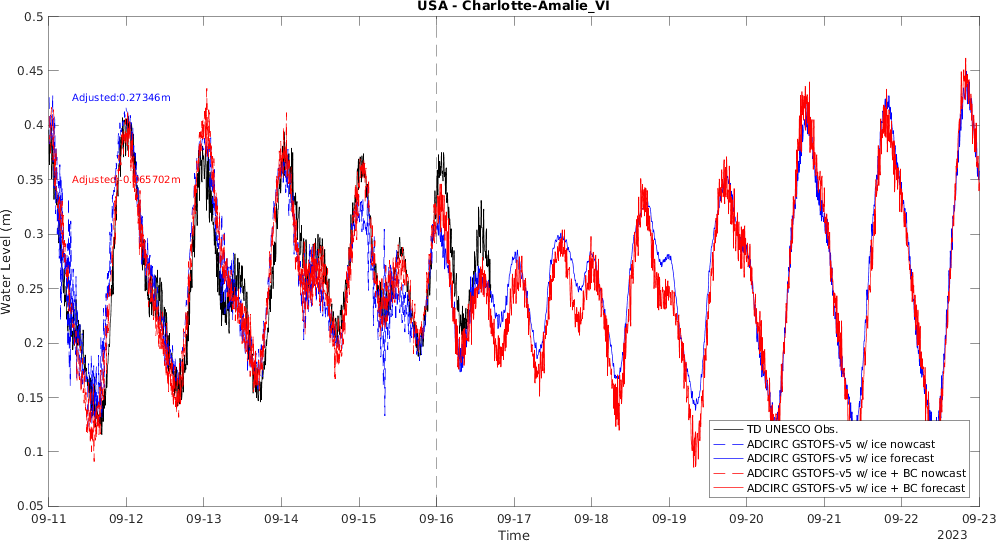 USA - Charlotte-Amalie_VI
0.5
0.45
0.4
0.35
0.3
0.25
0.2
0.15
0.1
0.05
Water Level (m)
Adjusted:0.27346m
TD UNESCO Obs.
ADCIRC GSTOFS-v5 w/ ice nowcast
ADCIRC GSTOFS-v5 w/ ice forecast
ADCIRC GSTOFS-v5 w/ ice + BC nowcast
ADCIRC GSTOFS-v5 w/ ice + BC forecast
09-11 09-12 09-13 09-14 09-15 09-16 09-17 09-18 09-19 09-20 09-21 09-22 09-23
Time
2023